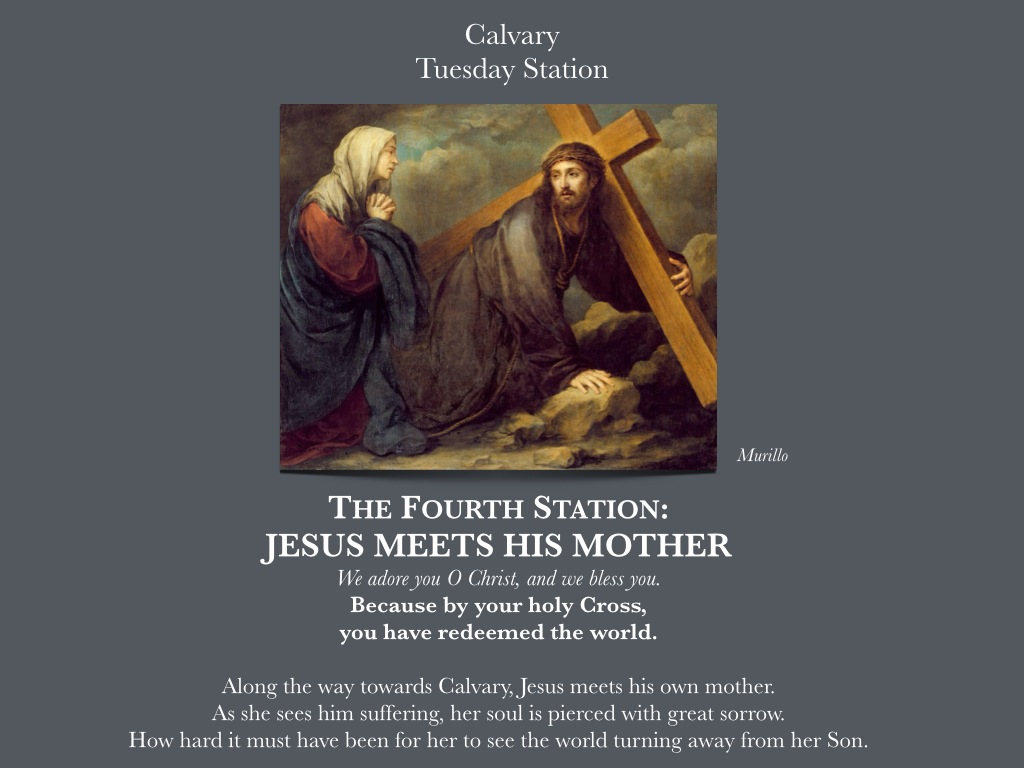 Calvary
Tuesday Station
Murillo
The Fourth Station:
JESUS MEETS HIS MOTHER
We adore you O Christ, and we bless you.
Because by your holy Cross,
you have redeemed the world.
Along the way towards Calvary, Jesus meets his own mother.
As she sees him suffering, her soul is pierced with great sorrow.
How hard it must have been for her to see the world turning away from her Son.